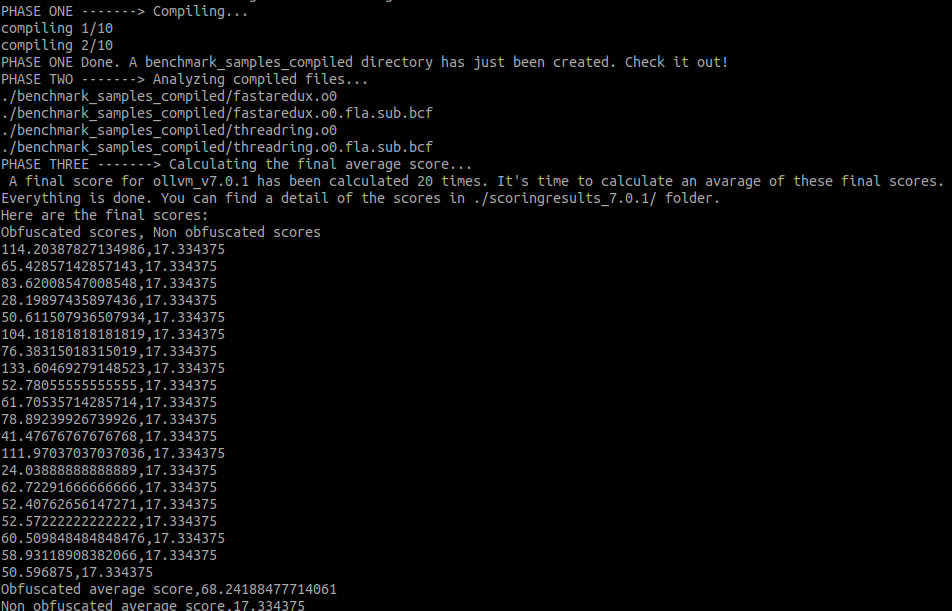 PHASE ONE -------> Compiling...
compiling 1/10
compiling 2/10
PHASE ONE Done. A benchmark_samples_compiled directory has just been created. Check it out!
PHASE TWO -------> Analyzing compiled files...
./benchmark_samples_compiled/fastaredux.o0
./benchmark_samples_compiled/fastaredux.o0.fla.sub.bcf
./benchmark_samples_compiled/threadring.o0
./benchmark_samples_compiled/threadring.o0.fla.sub.bcf
PHASE THREE -------> Calculating the final average score...
 A final score for ollvm_v7.0.1 has been calculated 20 times. It's time to calculate an avarage of these final scores.
Everything is done. You can find a detail of the scores in ./scoringresults_7.0.1/ folder.
Here are the final scores:
Obfuscated scores, Non obfuscated scores
114.20387827134986,17.334375
65.42857142857143,17.334375
83.62008547008548,17.334375
28.19897435897436,17.334375
50.611507936507934,17.334375
104.18181818181819,17.334375
76.38315018315019,17.334375
133.60469279148523,17.334375
52.78055555555555,17.334375
61.70535714285714,17.334375
78.89239926739926,17.334375
41.47676767676768,17.334375
111.97037037037036,17.334375
24.03888888888889,17.334375
62.72291666666666,17.334375
52.40762656147271,17.334375
52.57222222222222,17.334375
60.509848484848476,17.334375
58.93118908382066,17.334375
50.596875,17.334375
Obfuscated average score,68.24188477714061
Non obfuscated average score,17.334375